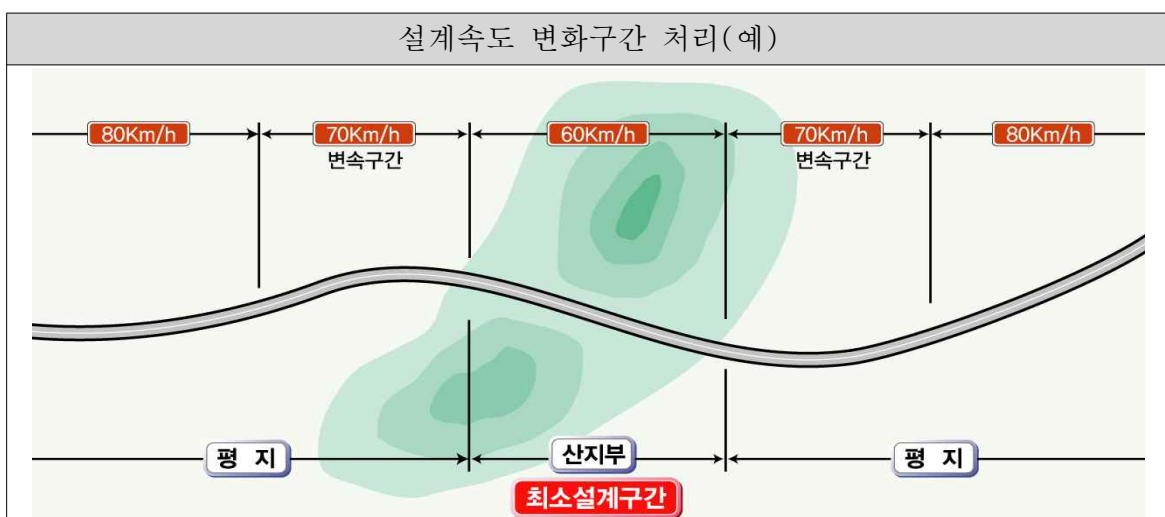 설계속도 변화구간 처리(예)
80Km/h 70Km/h 60Km/h 70Km/h 80Km/h
변속구간 변속구간
평 지 산지부 평 지
최소설계구간